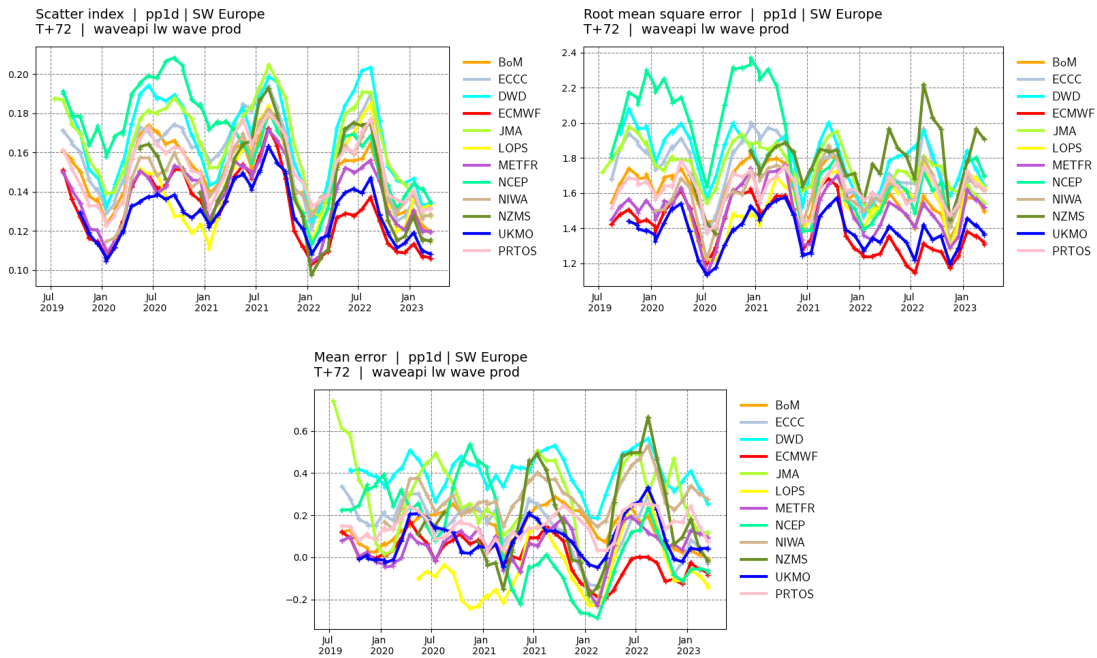 Scatter index | pp1d | SW Europe
T+72 | waveapi lw wave prod
0.20
0.18
0.16
0.14
0.12
0.10
Jul
2019
Jan
2020
Jul
2020
Jan
2021
Jul
2021
Jan
2022
Jul
2022
Jan
2023
BoM
ECCC
DWD
ECMWF
JMA
LOPS
METFR
NCEP
NIWA
NZMS
UKMO
PRTOS
Root mean square error | pp1d | SW Europe
T+72 | waveapi lw wave prod
2.4
2.2
2.0
1.8
1.6
1.4
1.2
Jul
2019
Jan
2020
Jul
2020
Jan
2021
Jul
2021
Jan
2022
Jul
2022
Jan
2023
BoM
ECCC
DWD
ECMWF
JMA
LOPS
METFR
NCEP
NIWA
NZMS
UKMO
PRTOS
Mean error | pp1d | SW Europe
T+72 | waveapi lw wave prod
0.6
0.4
0.2
0.0
−0.2
Jul
2019
Jan
2020
Jul
2020
Jan
2021
Jul
2021
Jan
2022
Jul
2022
Jan
2023
BoM
ECCC
DWD
ECMWF
JMA
LOPS
METFR
NCEP
NIWA
NZMS
UKMO
PRTOS